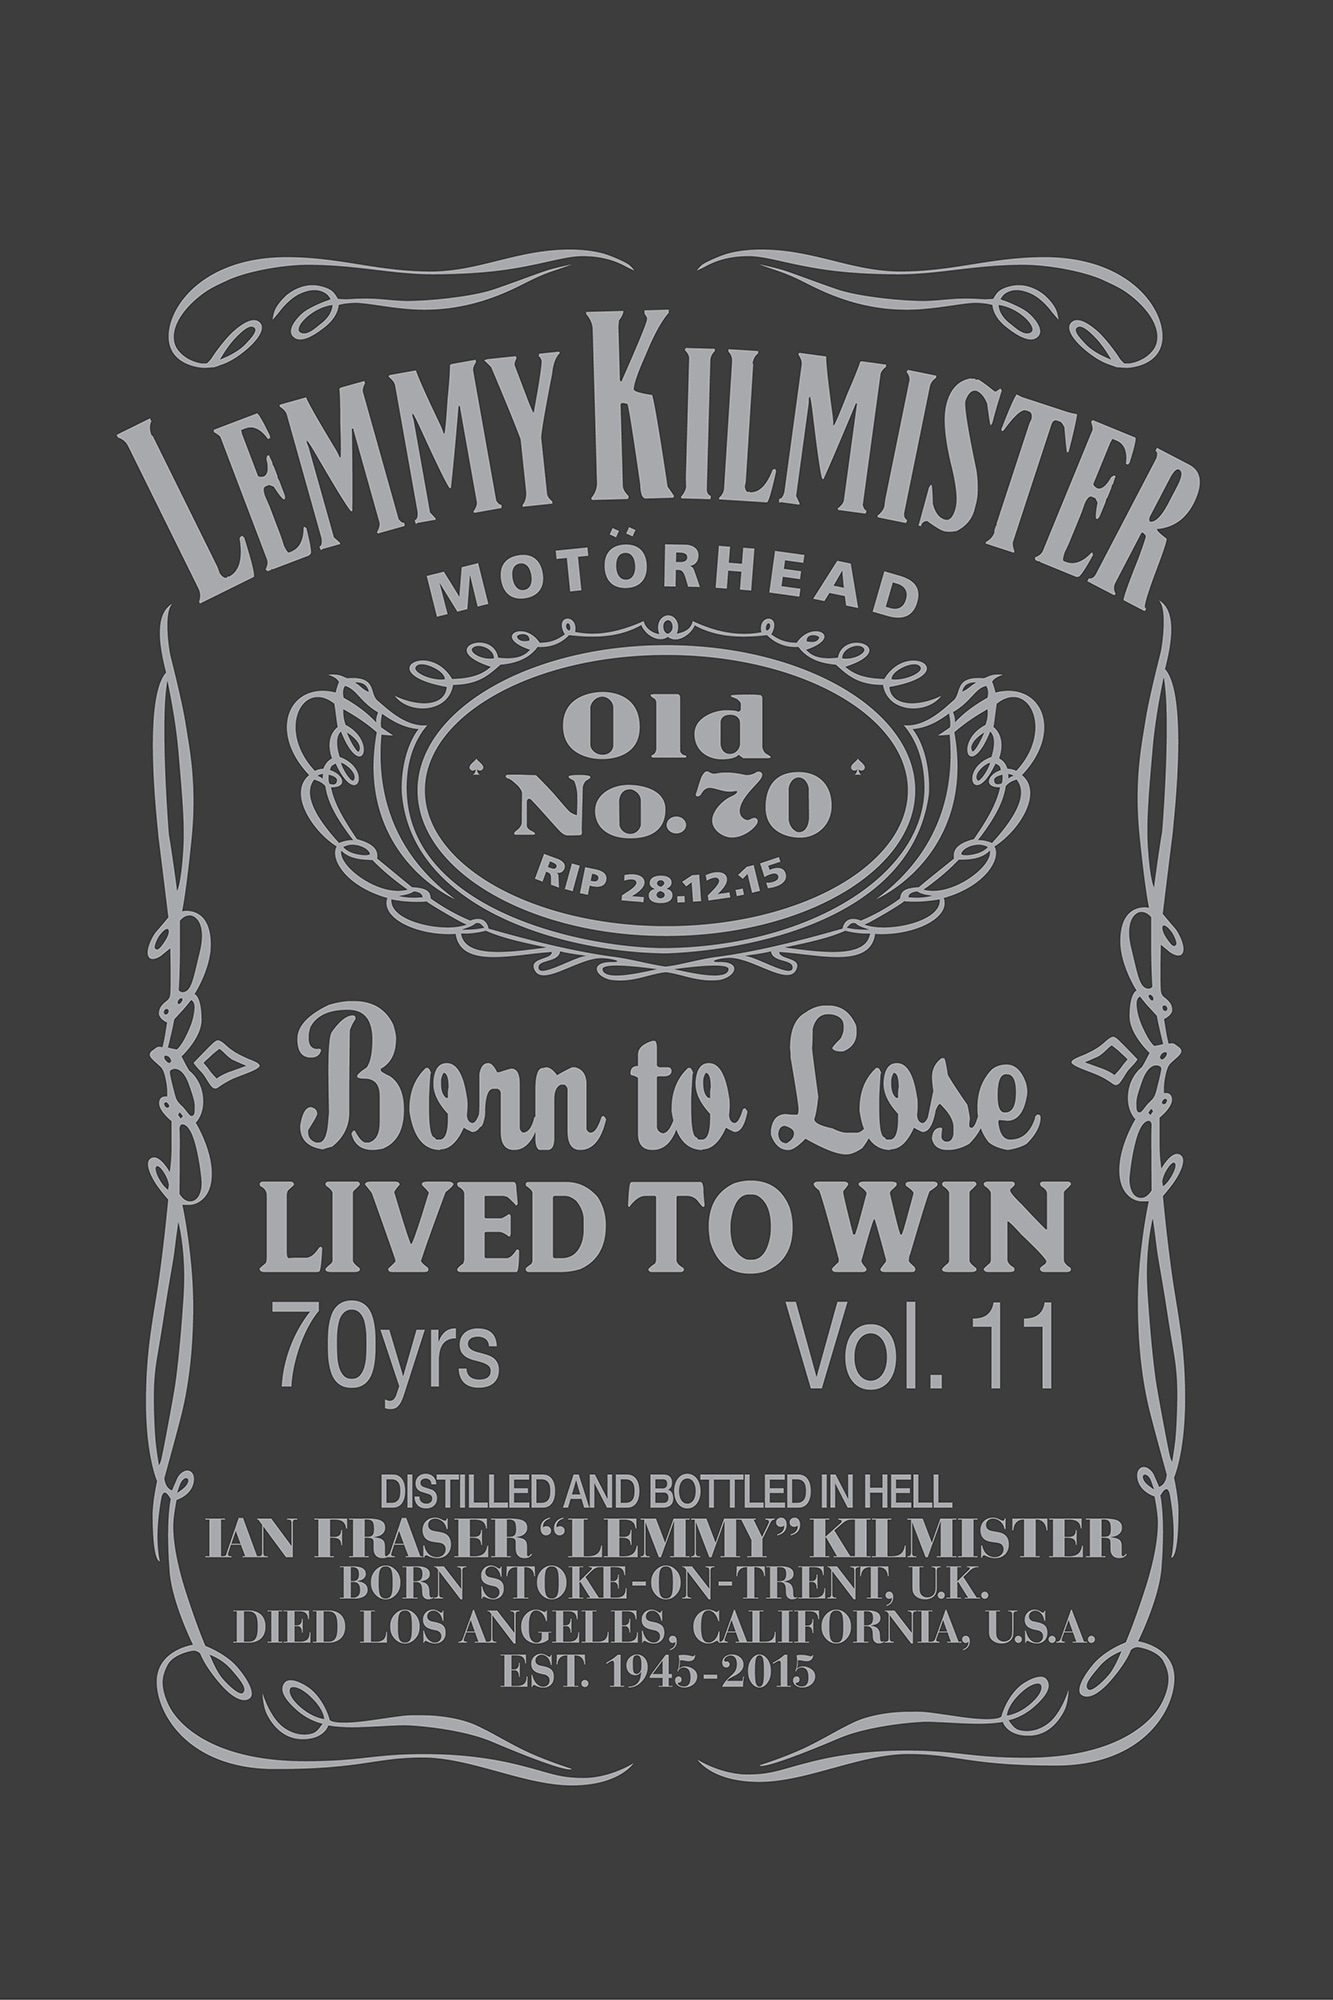 LEMMY KILMISTER
MOTÖRHEAD
Old
No. 70
RIP 28.12.15
Born to Lose
LIVED TO WIN
70yrs Vol. 11
DISTILLED AND BOTTLED IN HELL
IAN FRASER “LEMMY” KILMISTER
BORN STOKE-ON-TRENT, U.K.
DIED LOS ANGELES, CALIFORNIA, U.S.A.
EST. 1945-2015